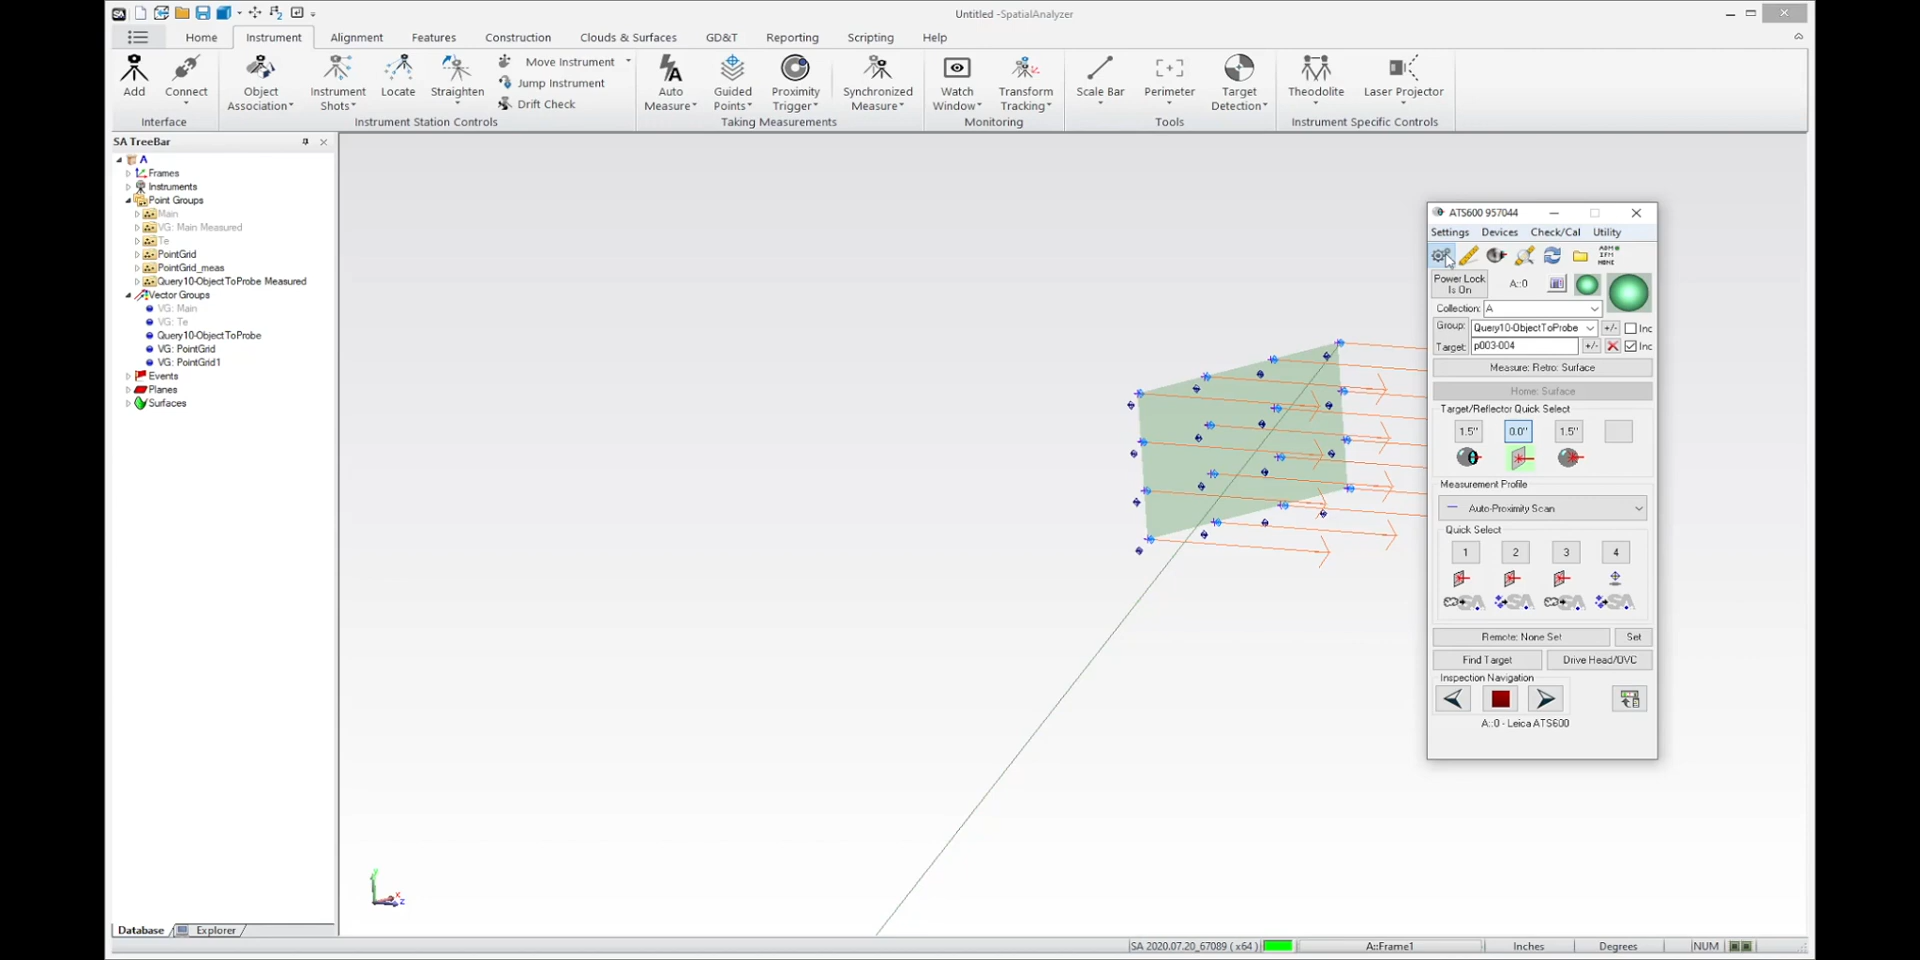 Untitled -SpatialAnalyzer
Home Instrument Alignment Features Construction Clouds & Surfaces GD&T Reporting Scripting Help
Add
Connect
Interface
Object Association
Instrument Shots
Locate
Straighten
Move Instrument
Jump Instrument
Drift Check
Instrument Station Controls
Auto Measure
Guided Points
Proximity Trigger
Synchronized Measure
Taking Measurements
Watch Window
Transform Tracking
Monitoring
Scale Bar
Perimeter
Target Detection
Tools
Theodolite
Laser Projector
Instrument Specific Controls
SA TreeBar
A
Frames
Instruments
Point Groups
Main
VG: Main Measured
Te
PointGrid
PointGrid_meas
Query10-ObjectToProbe Measured
Vector Groups
VG: Main
VG: Te
Query10-ObjectToProbe
VG: PointGrid
VG: PointGrid1
Events
Planes
Surfaces
Database Explorer
ATS600 957044
Settings Devices Check/Cal Utility
ADM
IFM
NONE
Power Lock Is On
A::0
Collection: A
Group: Query10-ObjectToProbe +/- Inc
Target: p003-004 +/- Inc
Measure: Retro: Surface
Home: Surface
Target/Reflector Quick Select
1.5" 0.0" 1.5"
Measurement Profile
Auto-Proximity Scan
Quick Select
1 2 3 4
SA SA SA SA
Remote: None Set Set
Find Target Drive Head/OVC
Inspection Navigation
A::0 - Leica ATS600
SA 2020.07.20_67089 ( x64 ) A::Frame1 Inches Degrees NUM